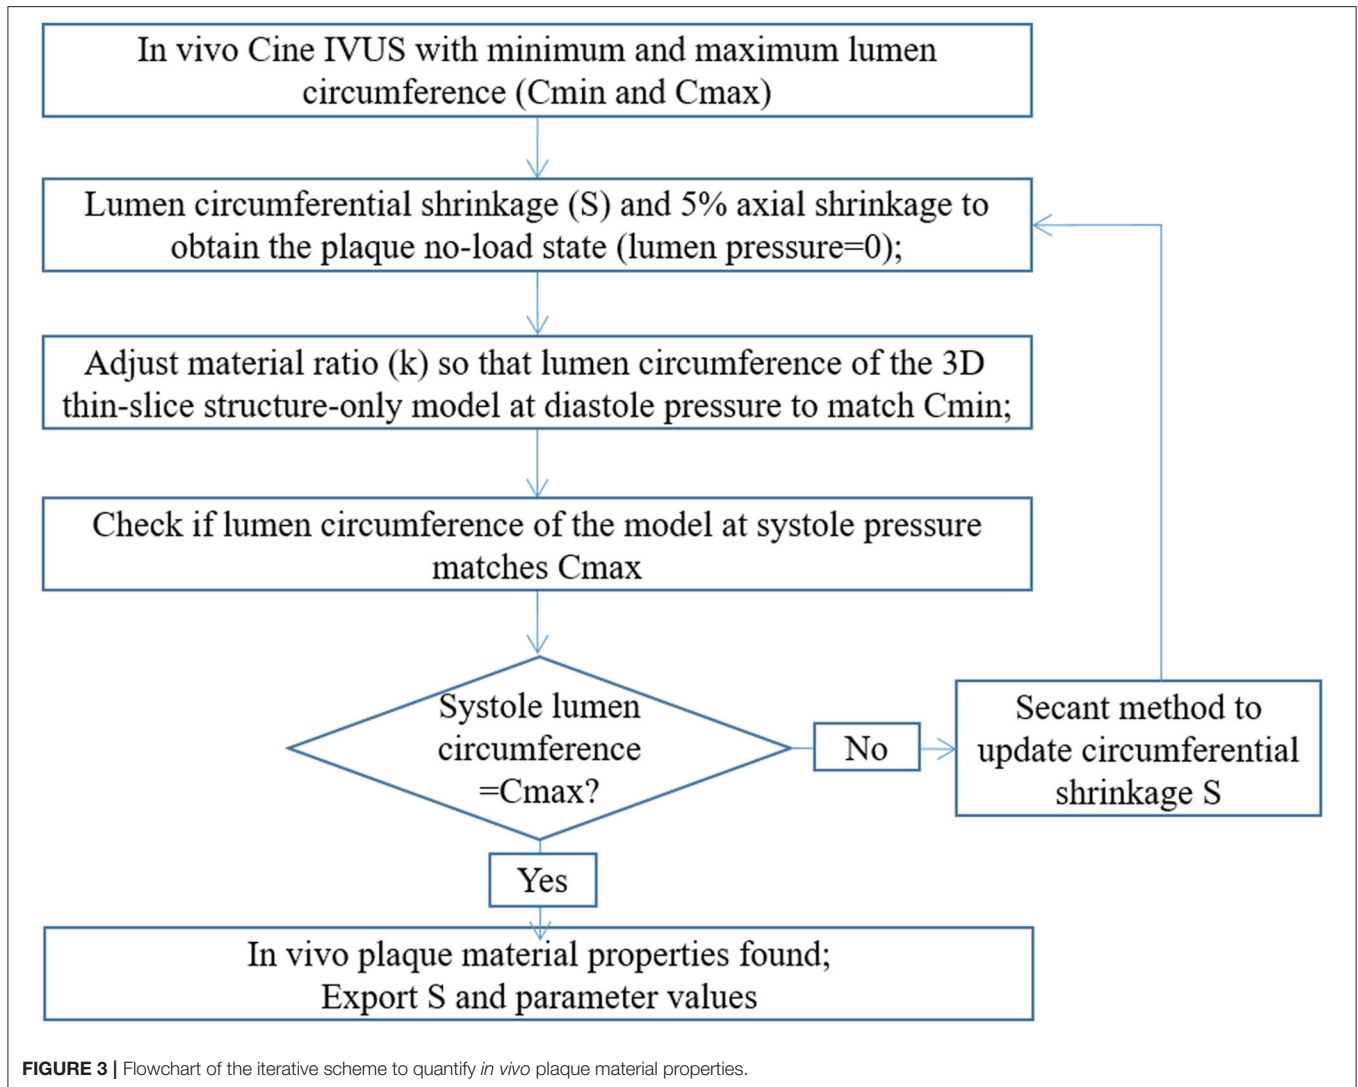 In vivo Cine IVUS with minimum and maximum lumen
circumference (Cmin and Cmax)
Lumen circumferential shrinkage (S) and 5% axial shrinkage to
obtain the plaque no-load state (lumen pressure=0);
Adjust material ratio (k) so that lumen circumference of the 3D
thin-slice structure-only model at diastole pressure to match Cmin;
Check if lumen circumference of the model at systole pressure
matches Cmax
Systole lumen
circumference
=Cmax?
No
Secant method to
update circumferential
shrinkage S
Yes
In vivo plaque material properties found;
Export S and parameter values
FIGURE 3 | Flowchart of the iterative scheme to quantify in vivo plaque material properties.